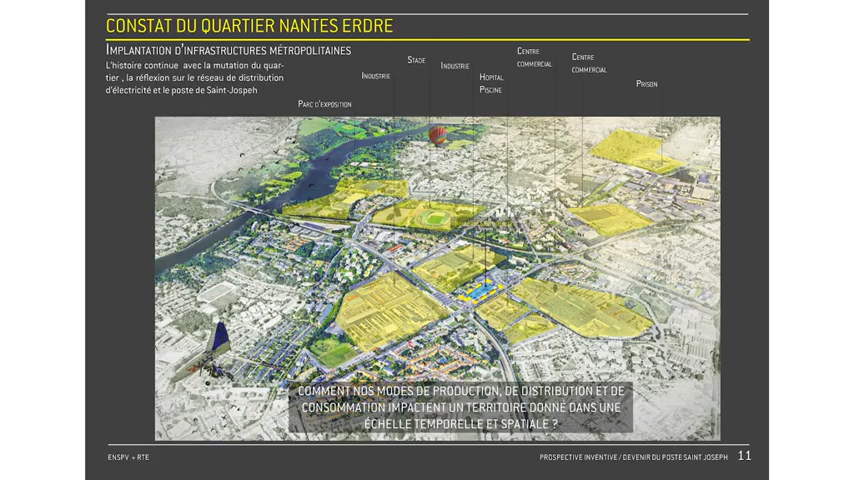 CONSTAT DU QUARTIER NANTES ERDRE
IMPLANTATION D'INFRASTRUCTURES MÉTROPOLITAINES
L'histoire continue avec la mutation du quar-
tier , la réflexion sur le réseau de distribution
d'électricité et le poste de Saint-Jospeh
PARC D'EXPOSITION
INDUSTRIE
STADE
INDUSTRIE
HOPITAL
PISCINE
CENTRE
COMMERCIAL
CENTRE
COMMERCIAL
PRISON
COMMENT NOS MODES DE PRODUCTION, DE DISTRIBUTION ET DE
CONSOMMATION IMPACTENT UN TERRITOIRE DONNÉ DANS UNE
ÉCHELLE TEMPORELLE ET SPATIALE ?
ENSPV + RTE
PROSPECTIVE INVENTIVE / DEVENIR DU POSTE SAINT JOSEPH 11